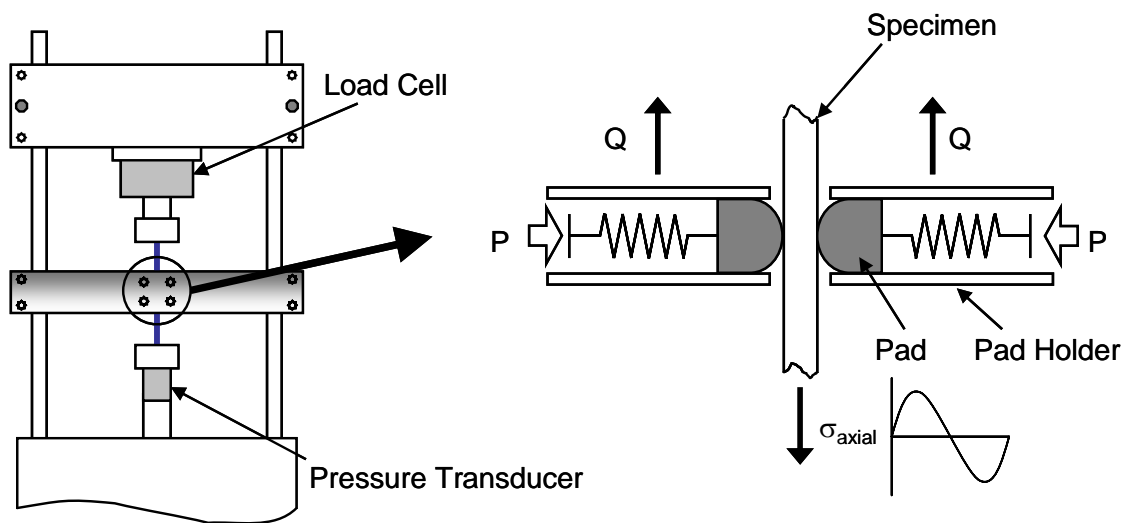 Specimen
Load Cell
Q
Q
P
P
Pad
Pad Holder
σaxial
Pressure Transducer